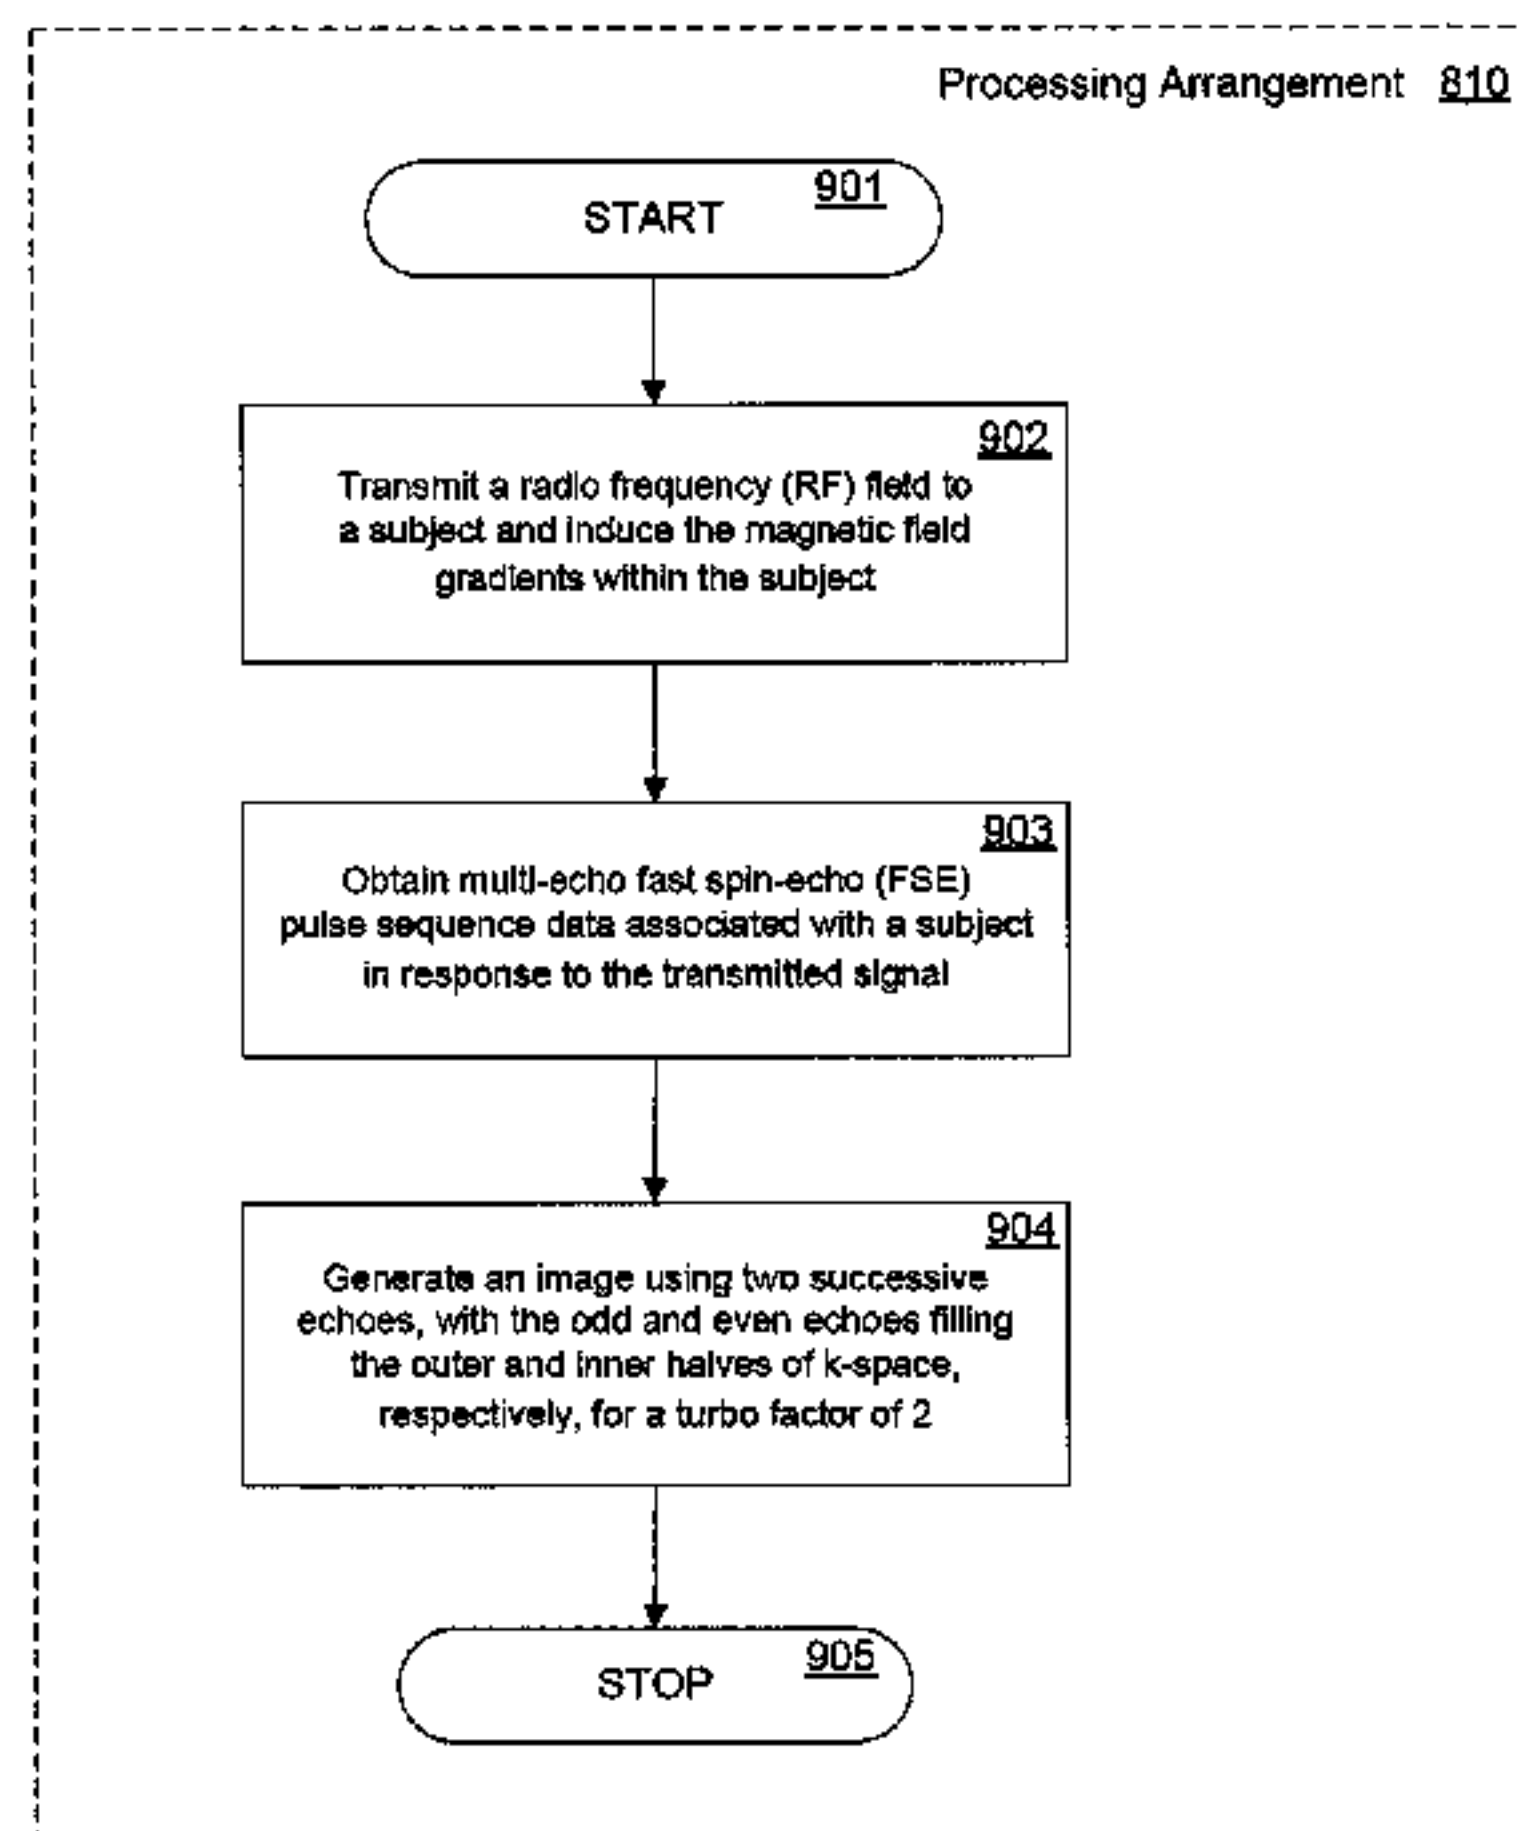 Processing Arrangement 810
901
START
902
Transmit a radio frequency (RF) field to
a subject and induce the magnetic field
gradients within the subject
903
Obtain multi-echo fast spin-echo (FSE)
pulse sequence data associated with a subject
in response to the transmitted signal
904
Generate an image using two successive
echoes, with the odd and even echoes filling
the outer and inner halves of k-space,
respectively, for a turbo factor of 2
905
STOP